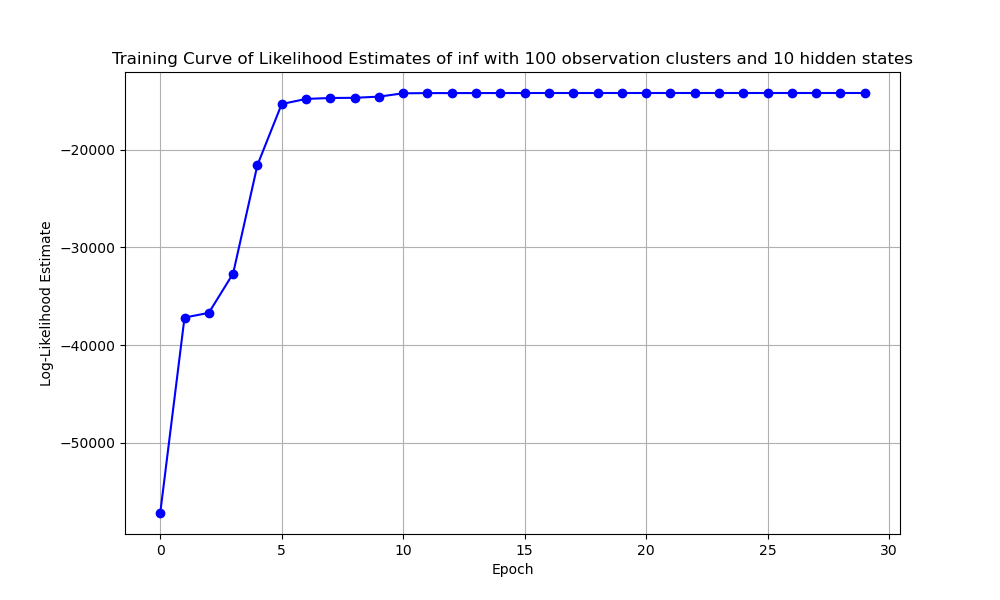 Training Curve of Likelihood Estimates of inf with 100 observation clusters and 10 hidden states
Log-Likelihood Estimate
−20000
−30000
−40000
−50000
0 5 10 15 20 25 30
Epoch